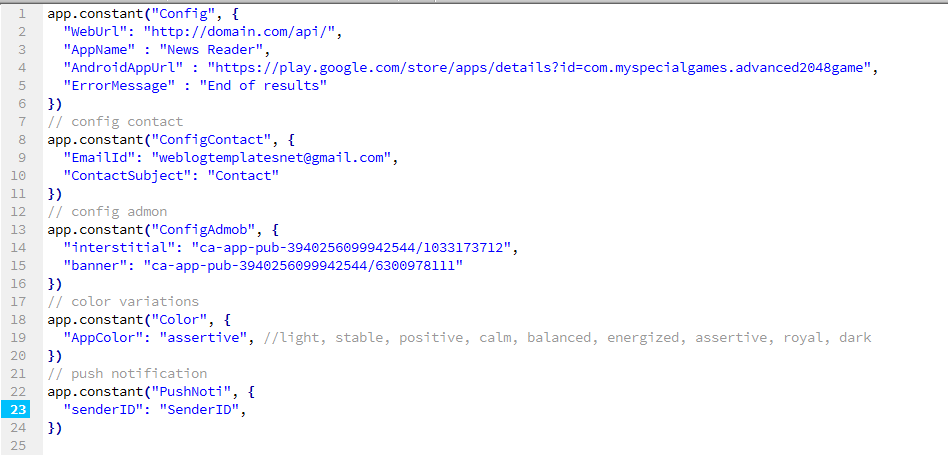 1 app.constant("Config", {
2 "WebUrl": "http://domain.com/api/",
3 "AppName" : "News Reader",
4 "AndroidAppUrl" : "https://play.google.com/store/apps/details?id=com.myspecialgames.advanced2048game",
5 "ErrorMessage" : "End of results"
6 })
7 // config contact
8 app.constant("ConfigContact", {
9 "EmailId": "weblogtemplatesnet@gmail.com",
10 "ContactSubject": "Contact"
11 })
12 // config admon
13 app.constant("ConfigAdmob", {
14 "interstitial": "ca-app-pub-3940256099942544/1033173712",
15 "banner": "ca-app-pub-3940256099942544/6300978111"
16 })
17 // color variations
18 app.constant("Color", {
19 "AppColor": "assertive", //light, stable, positive, calm, balanced, energized, assertive, royal, dark
20 })
21 // push notification
22 app.constant("PushNoti", {
23 "senderID": "SenderID",
24 })
25